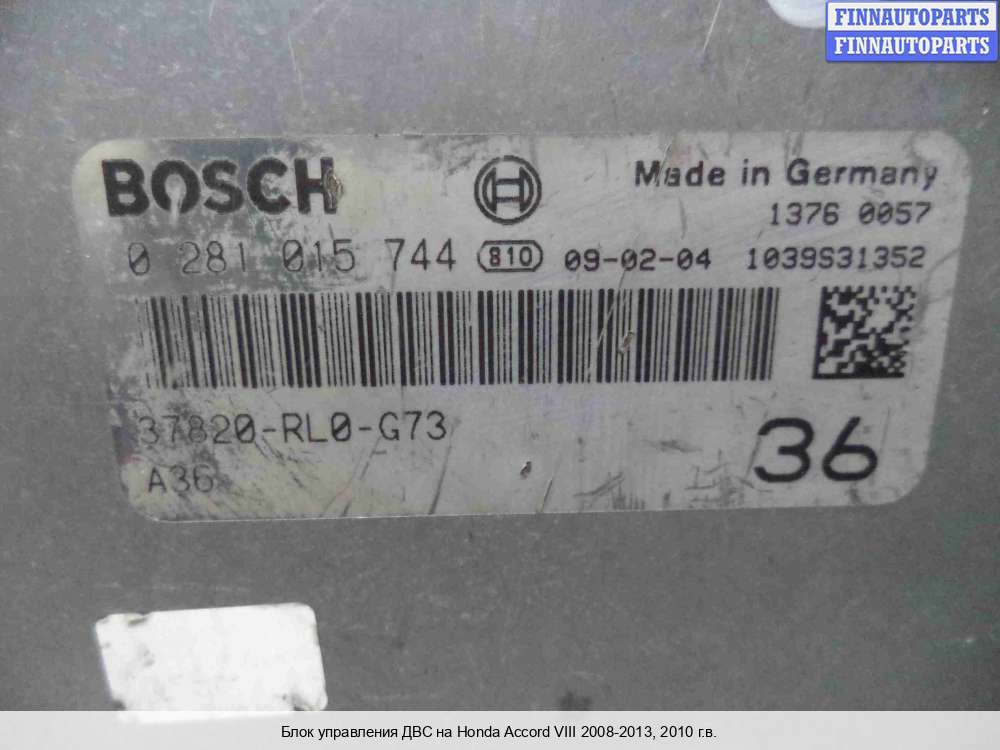 FINNAUTOPARTS
FINNAUTOPARTS
BOSCH
Made in Germany
1376 0057
0 281 015 744 810 09-02-04 1039S31352
37820-RL0-G73
A36
36
Блок управления ДВС на Honda Accord VIII 2008-2013, 2010 г.в.